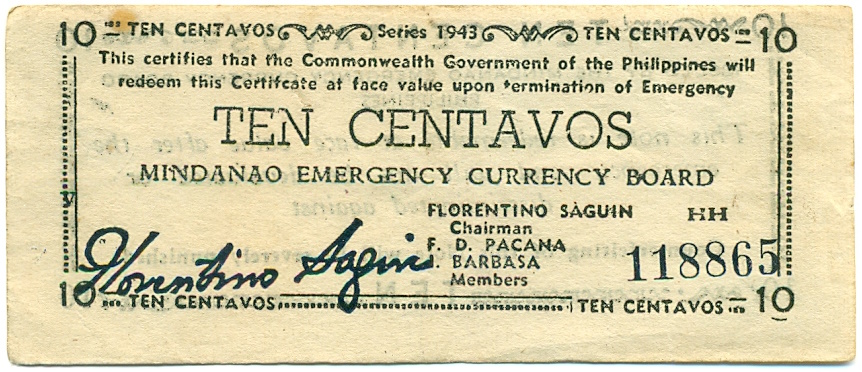 10 TEN CENTAVOS Series 1943 TEN CENTAVOS 10
This certifies that the Commonwealth Government of the Philippines will
redeem this Certifcate at face value upon termination of Emergency
TEN CENTAVOS
MINDANAO EMERGENCY CURRENCY BOARD
V
FLORENTINO SAGUIN HH
Chairman
F. D. PACANA
BARBASA 118865
Members
Florentino Saguin
10 TEN CENTAVOS TEN CENTAVOS 10